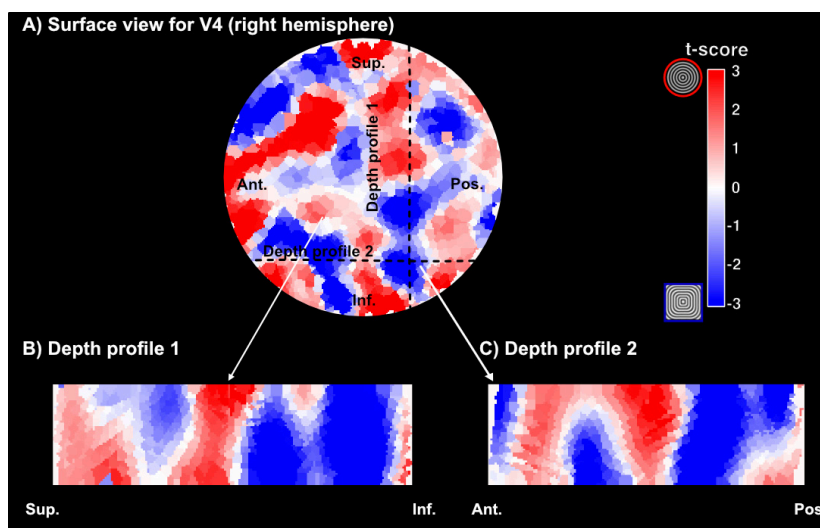 A) Surface view for V4 (right hemisphere)
t-score
Sup.
3
2
Depth profile 1
1
Ant.
Pos.
0
-1
Depth profile 2
-2
Inf.
-3
B) Depth profile 1
C) Depth profile 2
Sup.
Inf.
Ant.
Pos